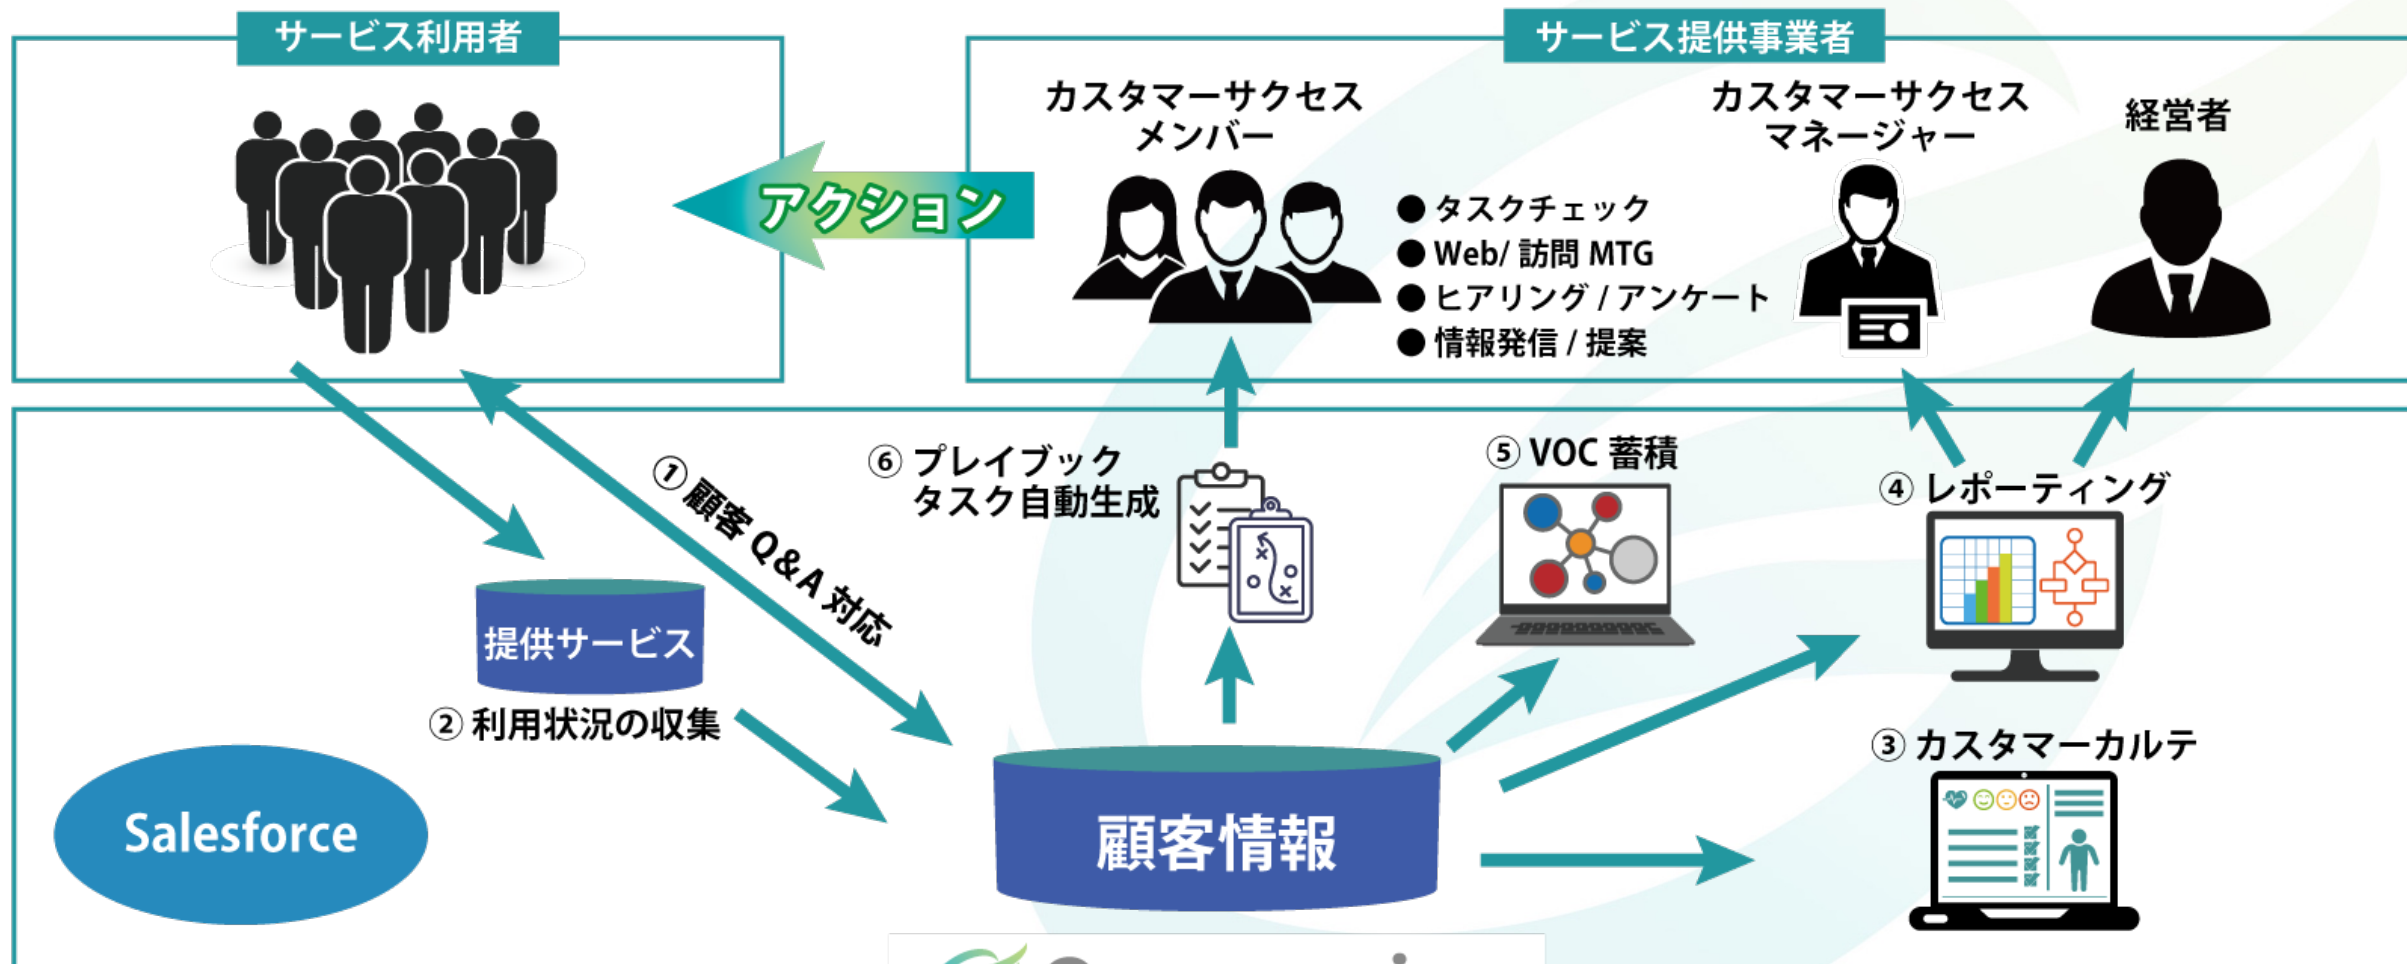 サービス利用者
サービス提供事業者
カスタマーサクセス
メンバー
カスタマーサクセス
マネージャー
経営者
アクション
● タスクチェック
● Web/ 訪問 MTG
● ヒアリング / アンケート
● 情報発信 / 提案
① 顧客 Q&A 対応
⑥ プレイブック
タスク自動生成
⑤ VOC 蓄積
④ レポーティング
提供サービス
② 利用状況の収集
③ カスタマーカルテ
Salesforce
顧客情報